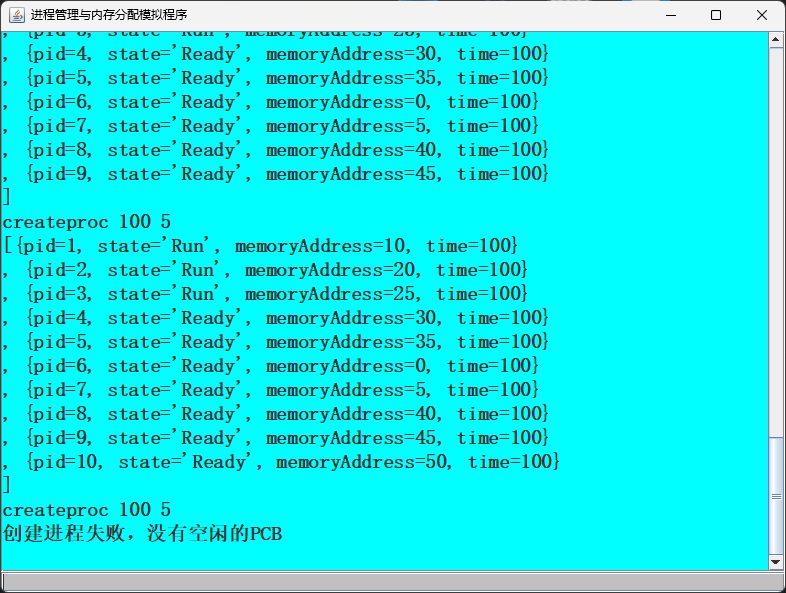 进程管理与内存分配模拟程序
, {pid=3, state='Run', memoryAddress=25, time=100}
, {pid=4, state='Ready', memoryAddress=30, time=100}
, {pid=5, state='Ready', memoryAddress=35, time=100}
, {pid=6, state='Ready', memoryAddress=0, time=100}
, {pid=7, state='Ready', memoryAddress=5, time=100}
, {pid=8, state='Ready', memoryAddress=40, time=100}
, {pid=9, state='Ready', memoryAddress=45, time=100}
]
createproc 100 5
[{pid=1, state='Run', memoryAddress=10, time=100}
, {pid=2, state='Run', memoryAddress=20, time=100}
, {pid=3, state='Run', memoryAddress=25, time=100}
, {pid=4, state='Ready', memoryAddress=30, time=100}
, {pid=5, state='Ready', memoryAddress=35, time=100}
, {pid=6, state='Ready', memoryAddress=0, time=100}
, {pid=7, state='Ready', memoryAddress=5, time=100}
, {pid=8, state='Ready', memoryAddress=40, time=100}
, {pid=9, state='Ready', memoryAddress=45, time=100}
, {pid=10, state='Ready', memoryAddress=50, time=100}
]
createproc 100 5
创建进程失败，没有空闲的PCB